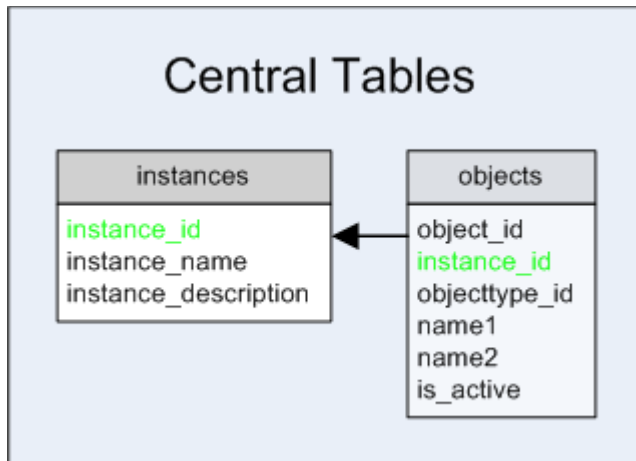 Central Tables
instances
instance_id
instance_name
instance_description
objects
object_id
instance_id
objecttype_id
name1
name2
is_active